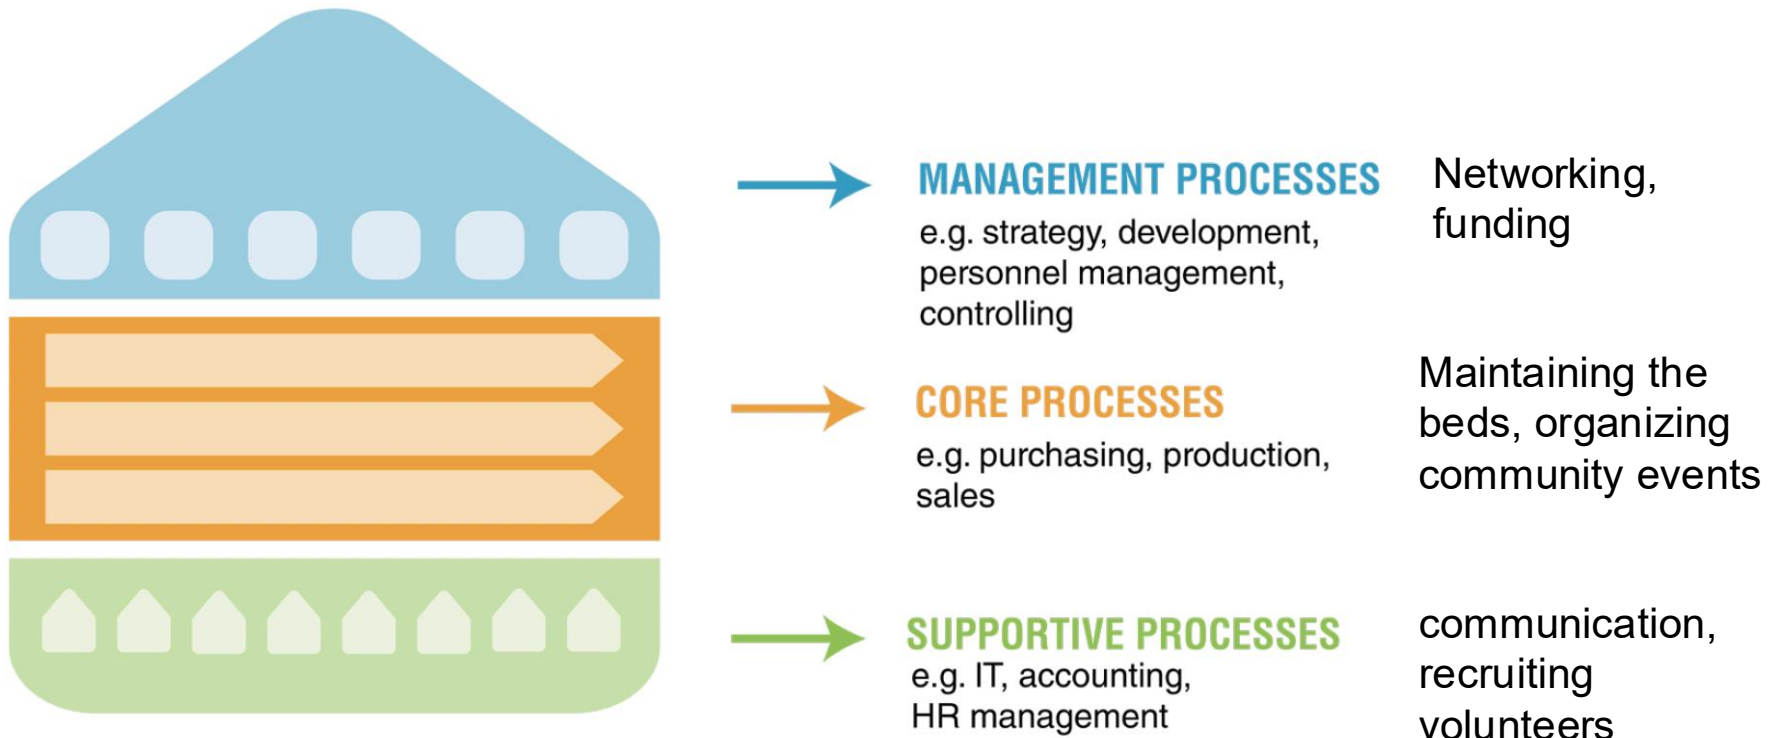 MANAGEMENT PROCESSES
e.g. strategy, development,
personnel management,
controlling
Networking,
funding
CORE PROCESSES
e.g. purchasing, production,
sales
Maintaining the
beds, organizing
community events
SUPPORTIVE PROCESSES
e.g. IT, accounting,
HR management
communication,
recruiting
volunteers